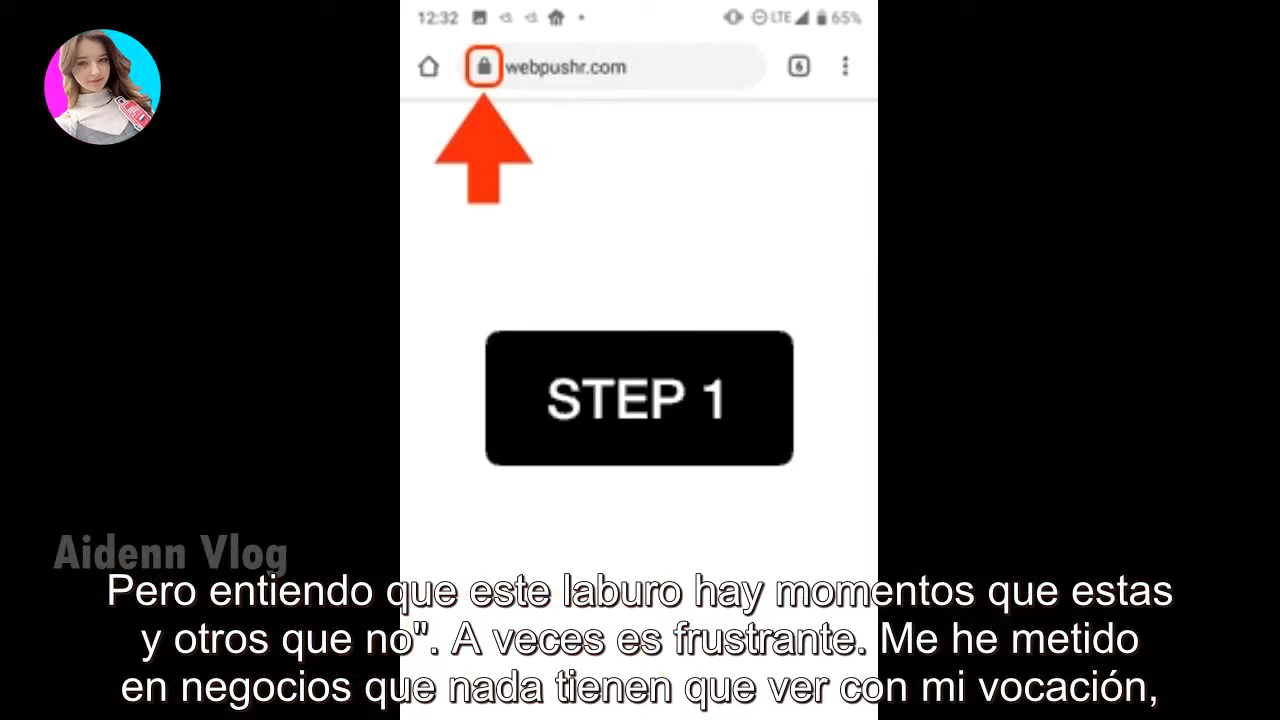 12:32
LTE 65%
webpushr.com
6
STEP 1
Aidenn Vlog
Pero entiendo que este laburo hay momentos que estas
y otros que no". A veces es frustrante. Me he metido
en negocios que nada tienen que ver con mi vocación,